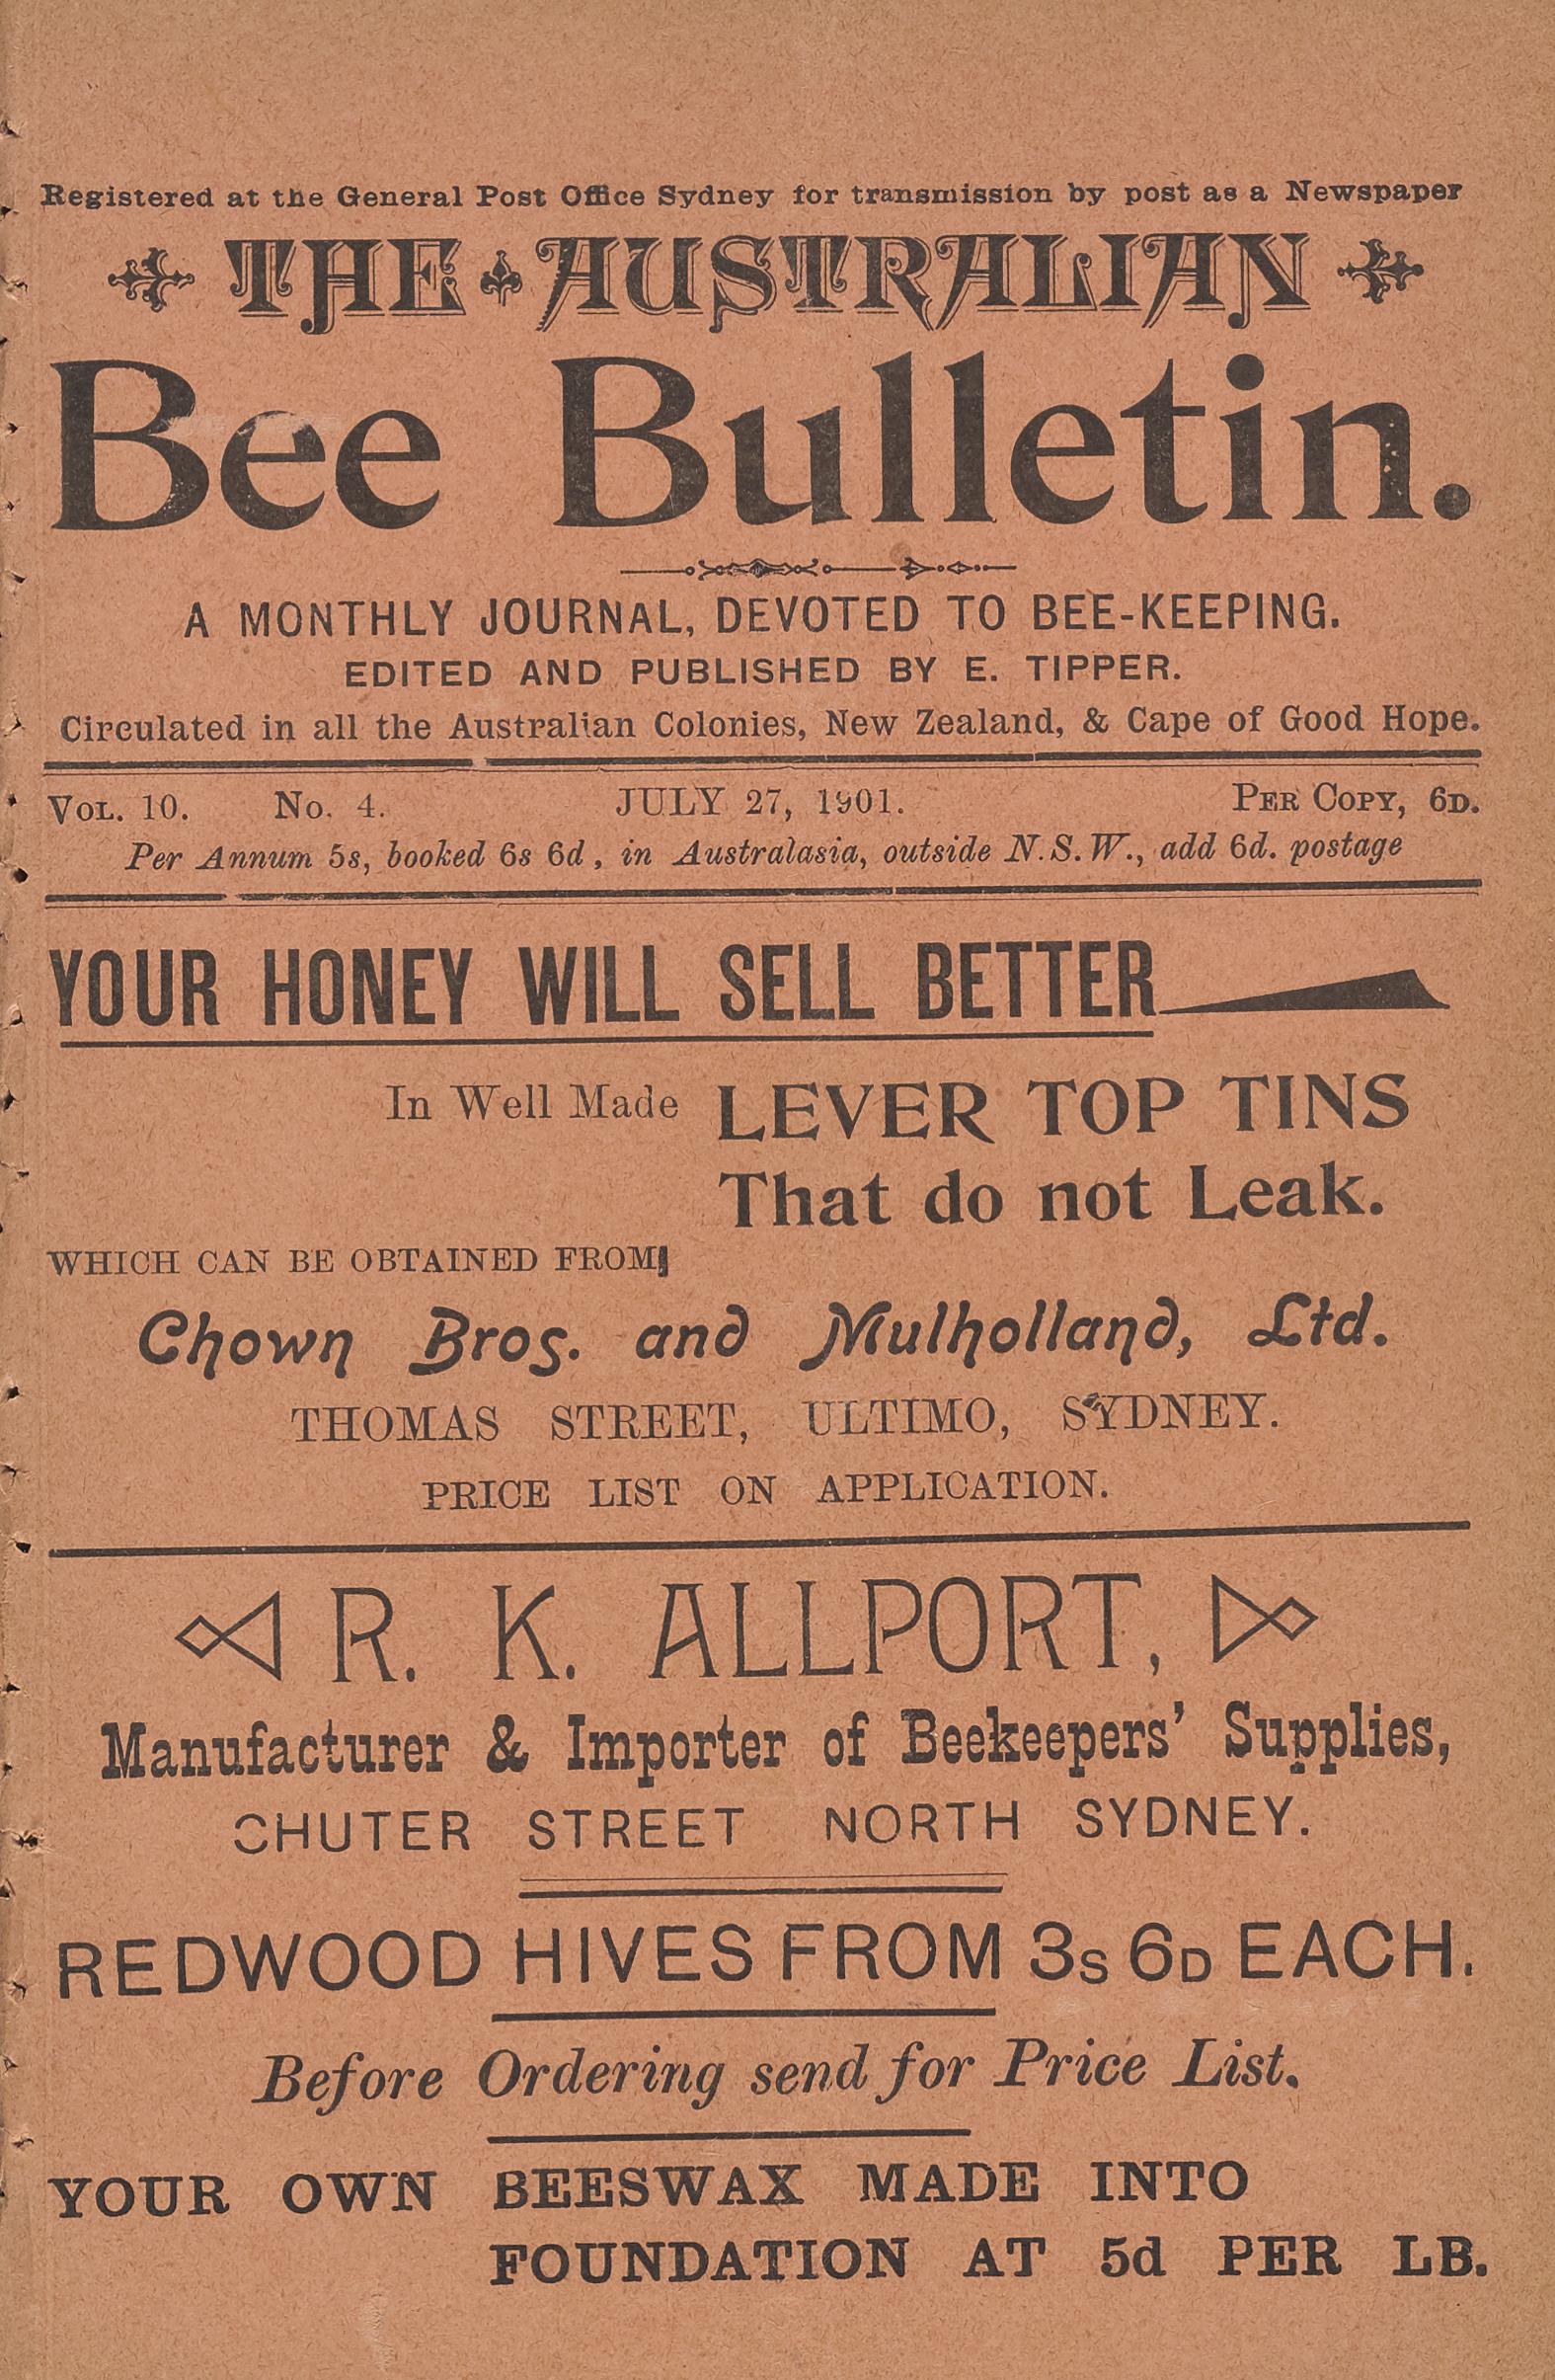 Registered at the General Post Office Sydney for transmission by post as a Newspaper
THE AUSTRALIAN
Bee Bulletin.
A MONTHLY JOURNAL, DEVOTED TO BEE-KEEPING.
EDITED AND PUBLISHED BY E. TIPPER.
Circulated in all the Australian Colonies, New Zealand, & Cape of Good Hope.
VOL. 10. No. 4. JULY 27, 1901. PER COPY, 6D.
Per Annum 5s, booked 6s 6d, in Australasia, outside N.S.W., add 6d. postage
YOUR HONEY WILL SELL BETTER
In Well Made LEVER TOP TINS
That do not Leak.
WHICH CAN BE OBTAINED FROM
Chown Bros. and Mulholland, Ltd.
THOMAS STREET, ULTIMO, SYDNEY.
PRICE LIST ON APPLICATION.
R. K. ALLPORT,
Manufacturer & Importer of Beekeepers' Supplies,
CHUTER STREET NORTH SYDNEY.
REDWOOD HIVES FROM 3S 6D EACH.
Before Ordering send for Price List.
YOUR OWN BEESWAX MADE INTO
FOUNDATION AT 5d PER LB.